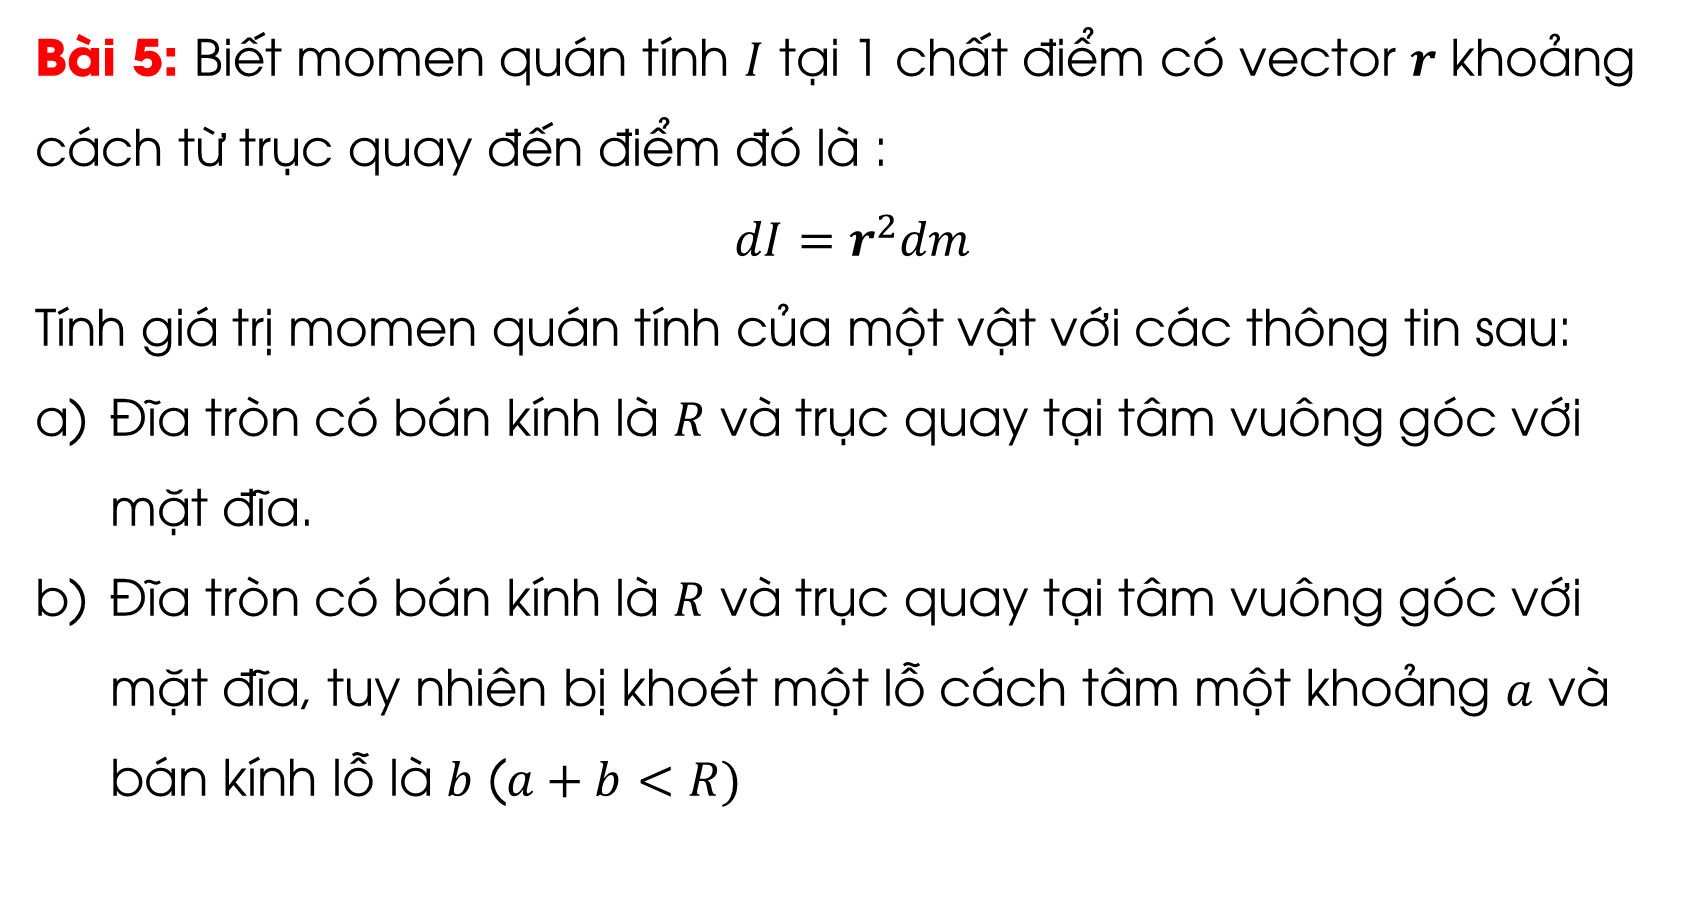 Bài 5: Biết momen quán tính I tại 1 chất điểm có vector r khoảng
cách từ trục quay đến điểm đó là :
dI = r²dm
Tính giá trị momen quán tính của một vật với các thông tin sau:
a) Đĩa tròn có bán kính là R và trục quay tại tâm vuông góc với
mặt đĩa.
b) Đĩa tròn có bán kính là R và trục quay tại tâm vuông góc với
mặt đĩa, tuy nhiên bị khoét một lỗ cách tâm một khoảng a và
bán kính lỗ là b (a + b < R)